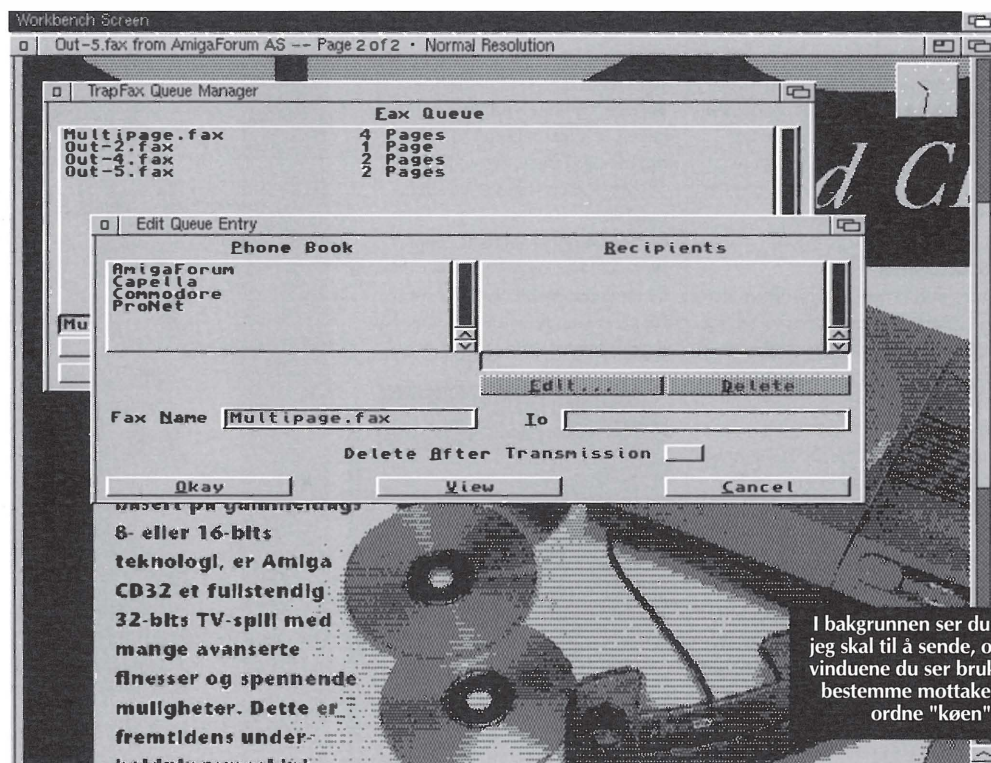 Workbench Screen
Out-5.fax from AmigaForum AS -- Page 2 of 2 · Normal Resolution
TrapFax Queue Manager
Fax Queue
Multipage.fax 4 Pages
Out-2.fax 1 Page
Out-4.fax 2 Pages
Out-5.fax 2 Pages
d C
Edit Queue Entry
Phone Book Recipients
AmigaForum
Capella
Commodore
ProNet
Mu
Edit... Delete
Fax Name Multipage.fax To
Delete After Transmission
Okay View Cancel
basert på gammeldags
8- eller 16-bits
teknologi, er Amiga
CD32 et fullstendig
32-bits TV-spill med
mange avanserte
finesser og spennende
muligheter. Dette er
fremtidens under-
I bakgrunnen ser du
jeg skal til å sende, o
vinduene du ser bruk
bestemme mottake
ordne "køen"